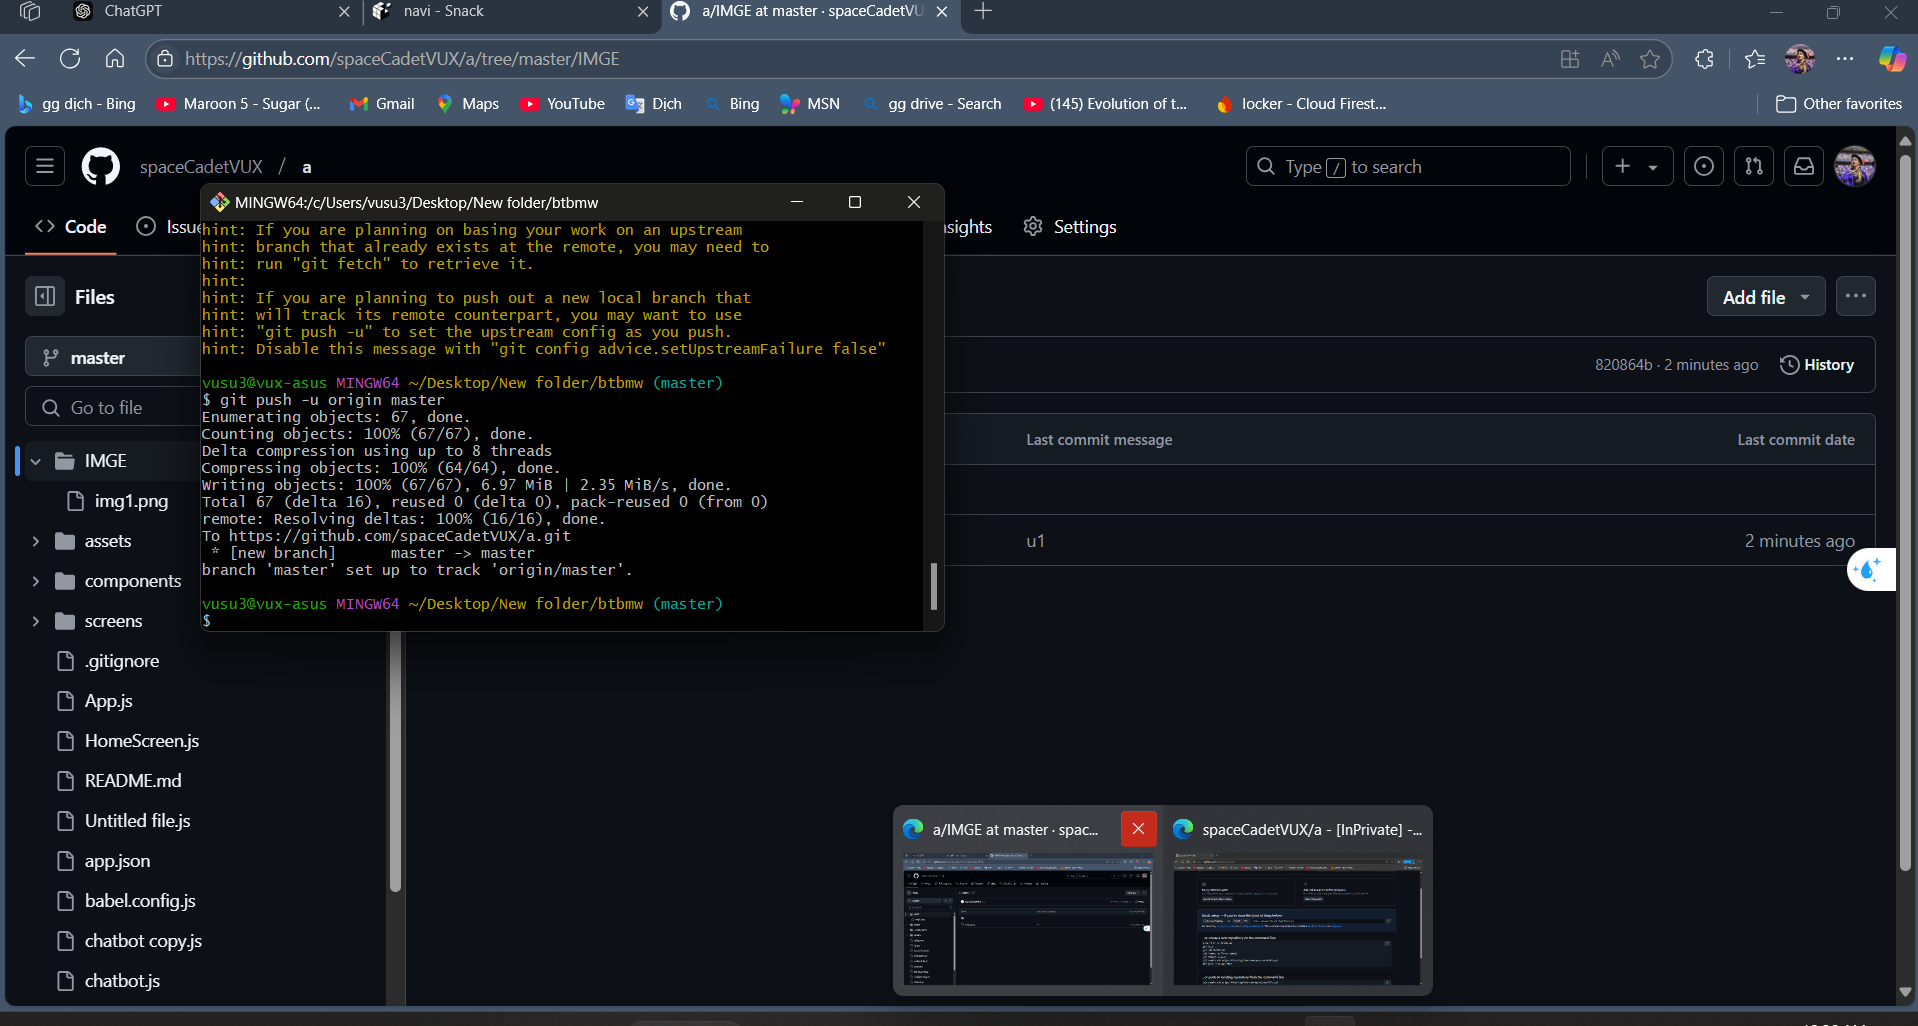 ChatGPT
navi - Snack
a/IMGE at master · spaceCadetVU
https://github.com/spaceCadetVUX/a/tree/master/IMGE
gg dịch - Bing
Maroon 5 - Sugar (...
Gmail
Maps
YouTube
Dịch
Bing
MSN
gg drive - Search
(145) Evolution of t...
locker - Cloud Firest...
Other favorites
spaceCadetVUX / a
Type / to search
MINGW64:/c/Users/vusu3/Desktop/New folder/btbmw
Code
Issue
sights
Settings
hint: If you are planning on basing your work on an upstream
hint: branch that already exists at the remote, you may need to
hint: run "git fetch" to retrieve it.
hint:
hint: If you are planning to push out a new local branch that
hint: will track its remote counterpart, you may want to use
hint: "git push -u" to set the upstream config as you push.
hint: Disable this message with "git config advice.setUpstreamFailure false"
vusu3@vux-asus MINGW64 ~/Desktop/New folder/btbmw (master)
$ git push -u origin master
Enumerating objects: 67, done.
Counting objects: 100% (67/67), done.
Delta compression using up to 8 threads
Compressing objects: 100% (64/64), done.
Writing objects: 100% (67/67), 6.97 MiB | 2.35 MiB/s, done.
Total 67 (delta 16), reused 0 (delta 0), pack-reused 0 (from 0)
remote: Resolving deltas: 100% (16/16), done.
To https://github.com/spaceCadetVUX/a.git
* [new branch]      master -> master
branch 'master' set up to track 'origin/master'.
vusu3@vux-asus MINGW64 ~/Desktop/New folder/btbmw (master)
$
Files
master
Go to file
IMGE
img1.png
assets
components
screens
.gitignore
App.js
HomeScreen.js
README.md
Untitled file.js
app.json
babel.config.js
chatbot copy.js
chatbot.js
Add file
820864b · 2 minutes ago
History
Last commit message
Last commit date
u1
2 minutes ago
a/IMGE at master · spac...
spaceCadetVUX/a - [InPrivate] -...